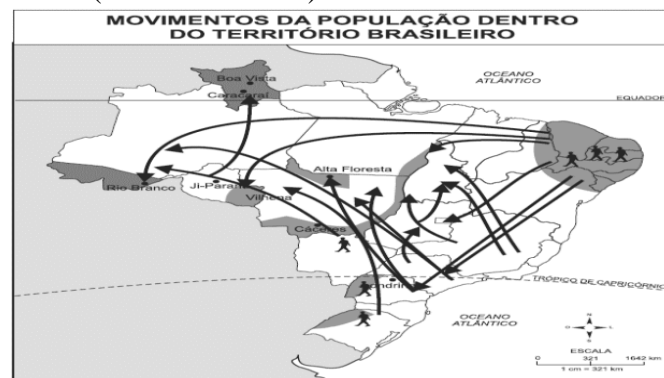 MOVIMENTOS DA POPULAÇÃO DENTRO
DO TERRITÓRIO BRASILEIRO
Boa Vista
Caracaraí
OCEANO
ATLÂNTICO
EQUADOR
Alta Floresta
Rio Branco
Ji-Paraná
Vilhena
Cáceres
TRÓPICO DE CAPRICÓRNIO
Londrina
OCEANO
ATLÂNTICO
N
O
L
S
ESCALA
0 321 1642 km
1 cm = 321 km